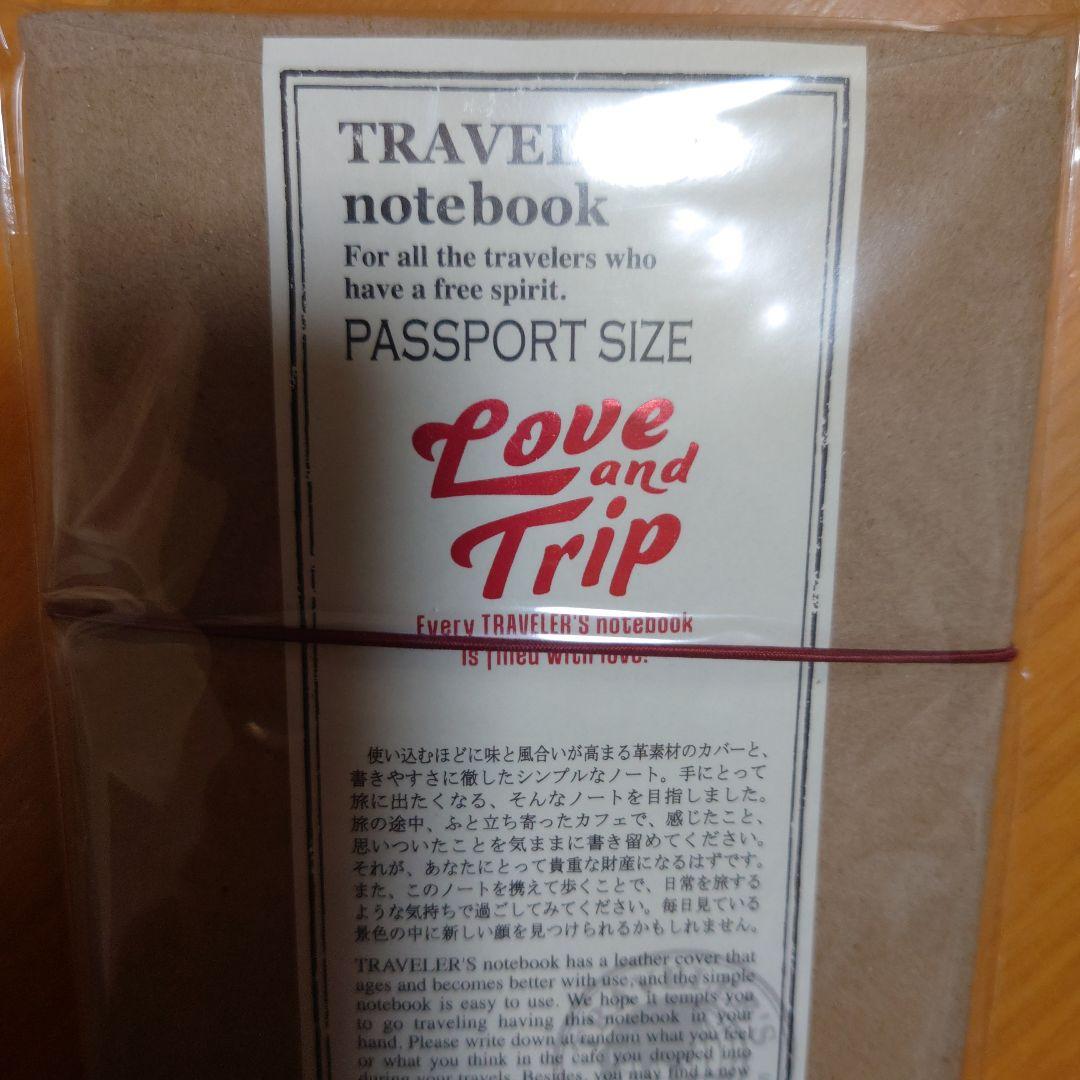 TRAVEL
notebook
For all the travelers who
have a free spirit.
PASSPORT SIZE
Love
and
Trip
Every TRAVELER'S notebook
is filled with love.
使い込むほどに味と風合いが高まる革素材のカバーと、
書きやすさに徹したシンプルなノート。手にとって
旅に出たくなる、そんなノートを目指しました。
旅の途中、ふと立ち寄ったカフェで、感じたこと、
思いついたことを気ままに書き留めてください。
それが、あなたにとって貴重な財産になるはずです。
また、このノートを携えて歩くことで、日常を旅する
ような気持ちで過ごしてみてください。毎日見ている
景色の中に新しい顔を見つけられるかもしれません。
TRAVELER'S notebook has a leather cover that
ages and becomes better with use, and the simple
notebook is easy to use. We hope it tempts you
to go traveling having this notebook in your
hand. Please write down at random what you feel
or what you think in the cafe you dropped into
during your travels. Besides, you may find a new